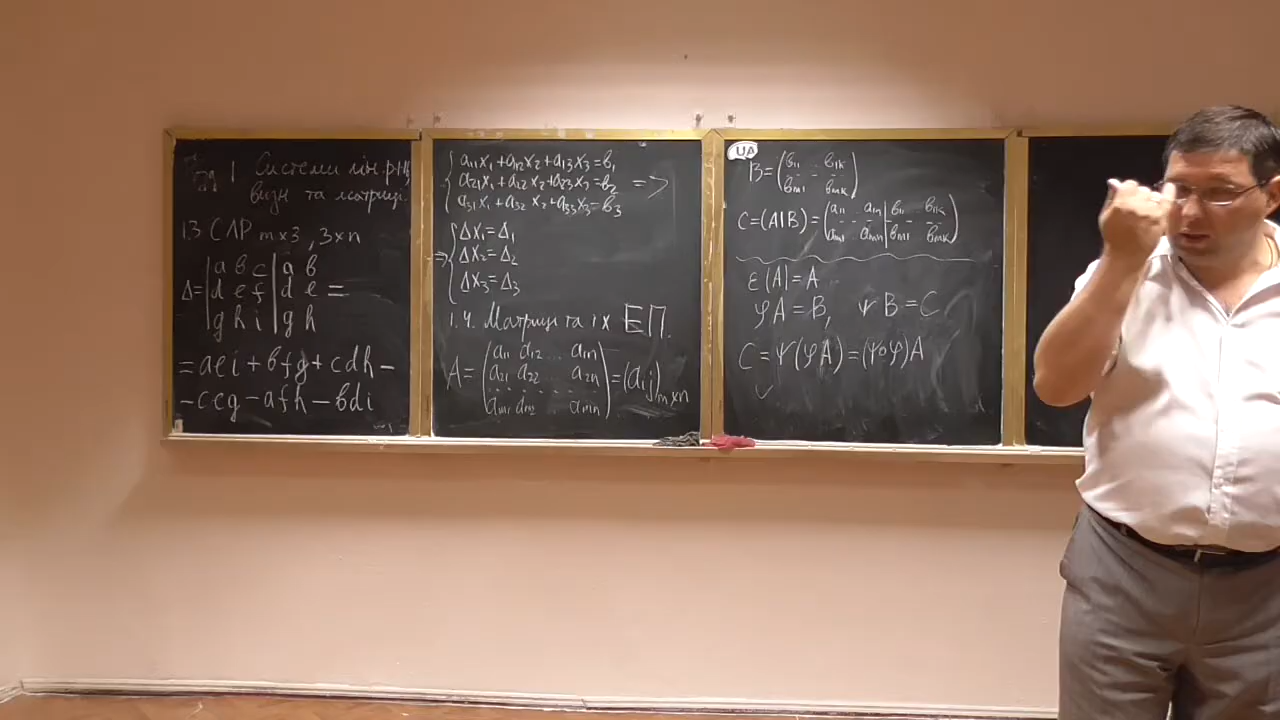 1 Системи лін. р-нь,
визн та матриці.
1.3 СЛР m×3, 3×n
Δ= |a b c| a b
|d e f| d e =
|g h i| g h
= aei + bfg + cdh −
− ceg − afh − bdi
a₁₁x₁+a₁₂x₂+a₁₃x₃=b₁
a₂₁x₁+a₂₂x₂+a₂₃x₃=b₂ =>
a₃₁x₁+a₃₂x₂+a₃₃x₃=b₃
Δx₁=Δ₁
=> Δx₂=Δ₂
Δx₃=Δ₃
1.4. Матриці та їх ЕП.
a₁₁ a₁₂ ... a₁ₙ
A= a₂₁ a₂₂ ... a₂ₙ =(aᵢⱼ)ₘ×ₙ
. . . . . . .
aₘ₁ aₘ₂ ... aₘₙ
UA
B=(b₁₁ .. b₁ₖ
. . . .
bₘ₁ .. bₘₖ)
C=(A|B)=(a₁₁ .. a₁ₙ | b₁₁ .. b₁ₖ
. . . . | . . . .
aₘ₁ .. aₘₙ | bₘ₁ .. bₘₖ)
ε(A)=A
φA=B, ψB=C
C=ψ(φA)=(ψ∘φ)A